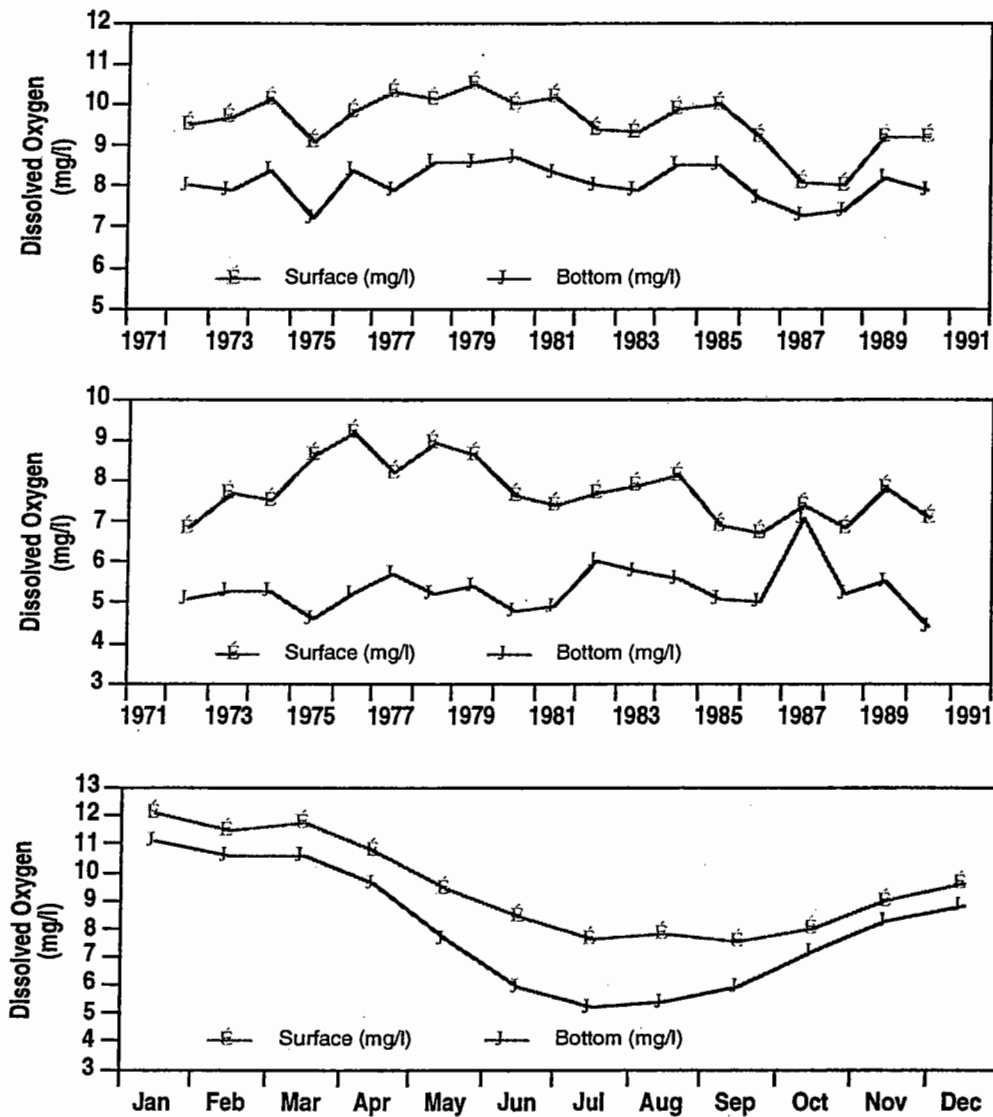 12
11
10
9
8
7
6
5
Dissolved Oxygen
(mg/l)
É Surface (mg/l) J Bottom (mg/l)
1971 1973 1975 1977 1979 1981 1983 1985 1987 1989 1991
10
9
8
7
6
5
4
3
Dissolved Oxygen
(mg/l)
É Surface (mg/l) J Bottom (mg/l)
1971 1973 1975 1977 1979 1981 1983 1985 1987 1989 1991
13
12
11
10
9
8
7
6
5
4
3
Dissolved Oxygen
(mg/l)
É Surface (mg/l) J Bottom (mg/l)
Jan Feb Mar Apr May Jun Jul Aug Sep Oct Nov Dec